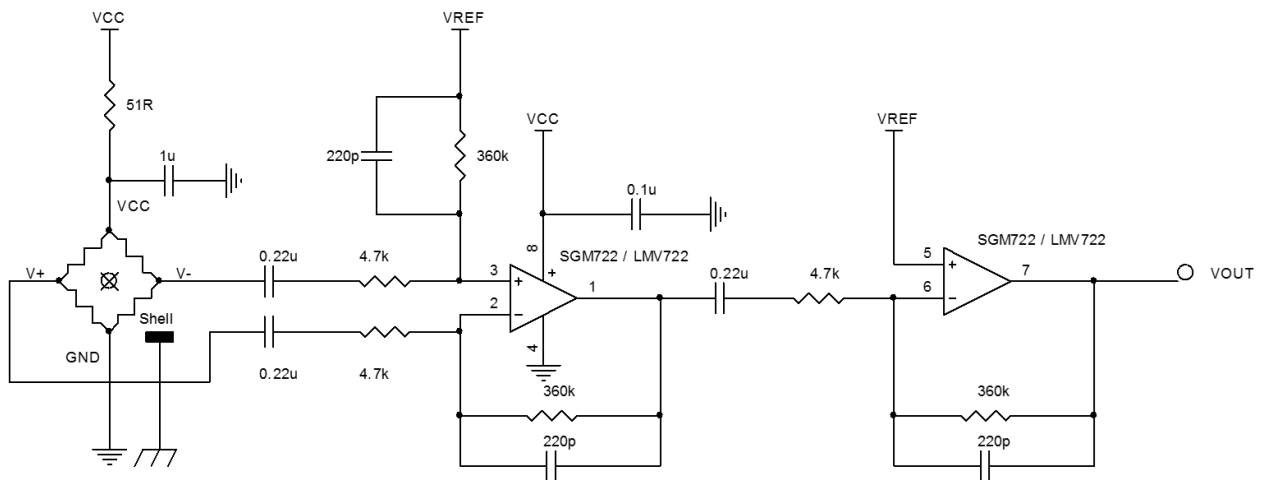 VCC
VREF
51R
220p
360k
VCC
VREF
1u
0.1u
VCC
8
+
SGM722 / LMV722
SGM722 / LMV722
V+
V-
0.22u
4.7k
3
+
2
−
1
0.22u
4.7k
5
+
6
−
7
VOUT
Shell
GND
0.22u
4.7k
4
360k
220p
360k
220p